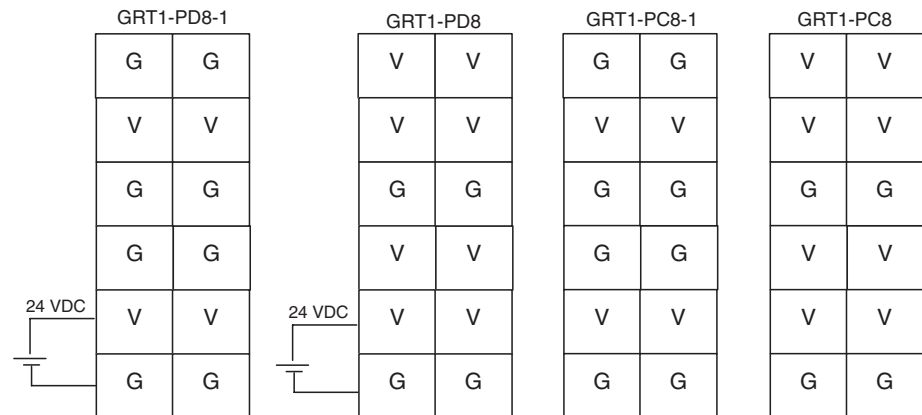 GRT1-PD8-1 GRT1-PD8 GRT1-PC8-1 GRT1-PC8
G G V V G G V V
V V V V V V V V
G G G G G G G G
G G V V G G V V
24 VDC V V 24 VDC V V V V V V
G G G G G G G G